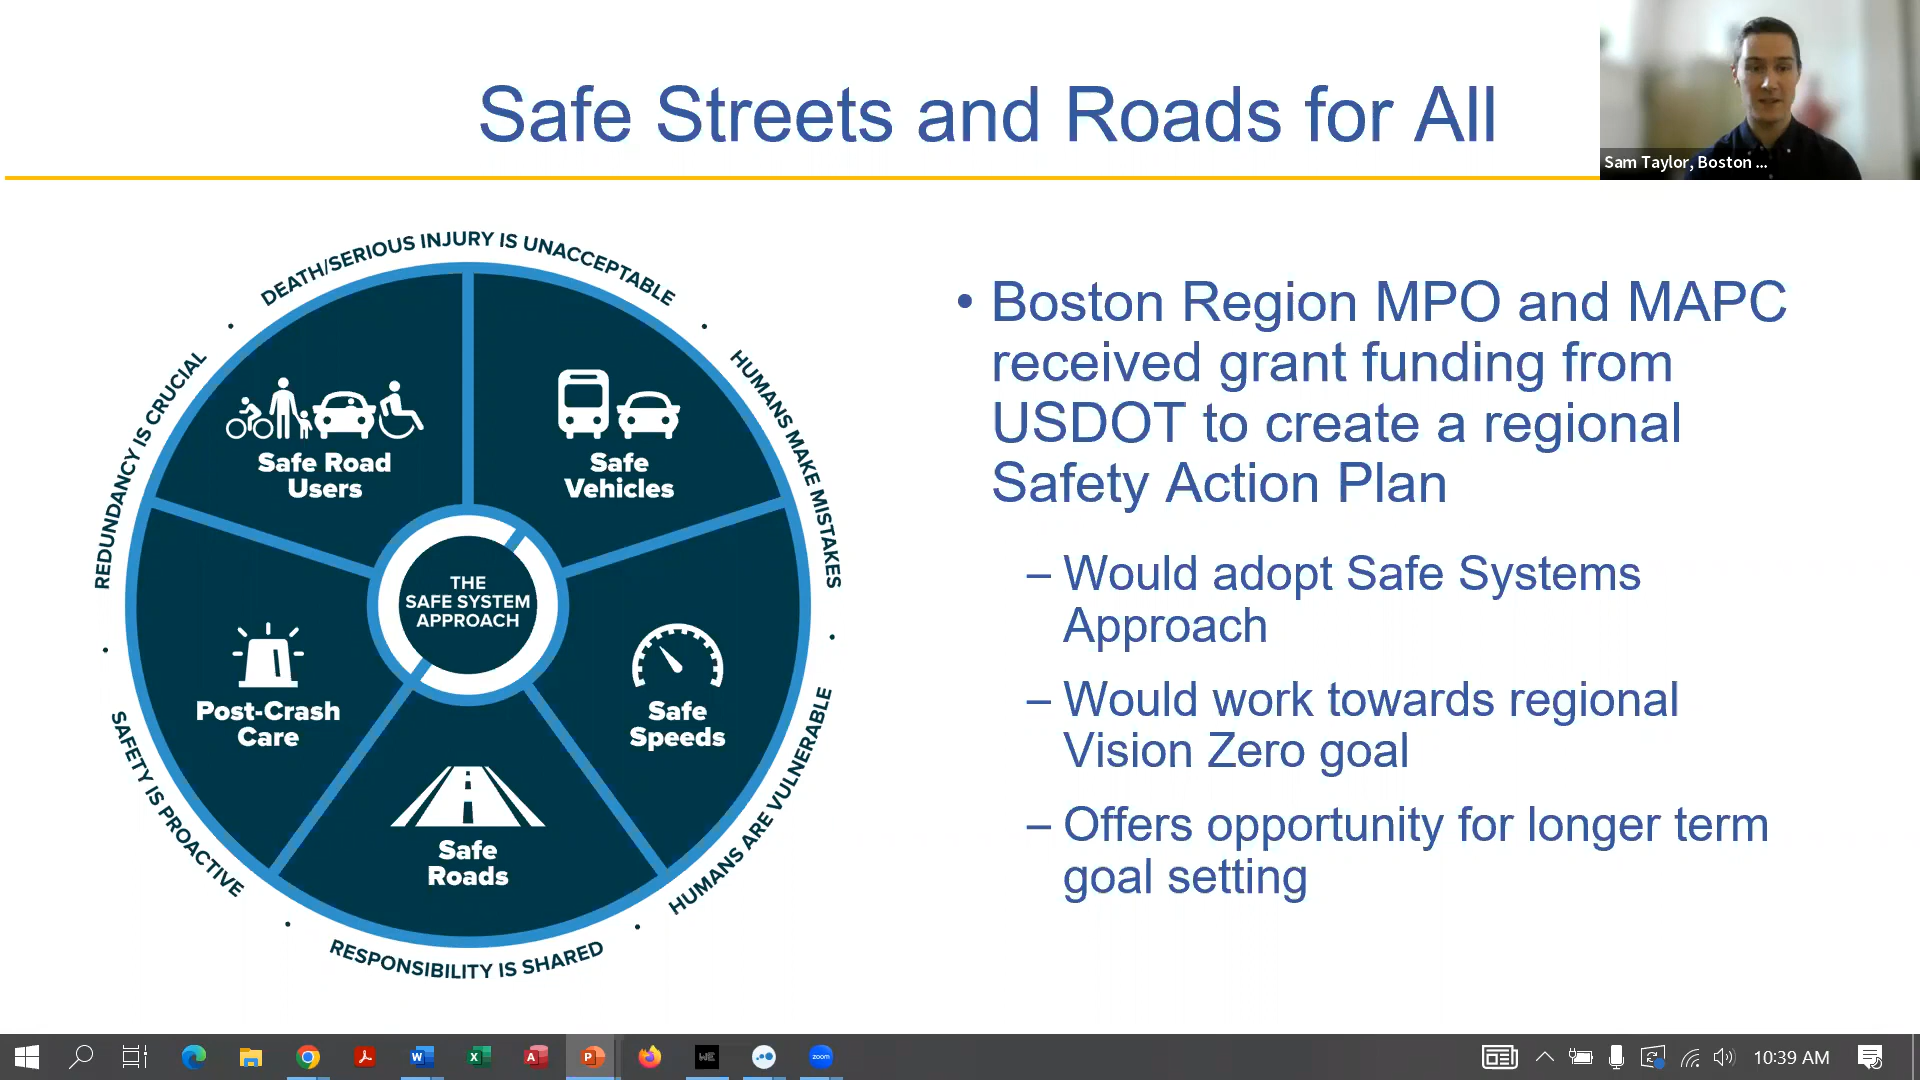 Safe Streets and Roads for All
Sam Taylor, Boston ...
DEATH/SERIOUS INJURY IS UNACCEPTABLE
HUMANS MAKE MISTAKES
HUMANS ARE VULNERABLE
RESPONSIBILITY IS SHARED
SAFETY IS PROACTIVE
REDUNDANCY IS CRUCIAL
Safe Road
Users
Safe
Vehicles
THE
SAFE SYSTEM
APPROACH
Post-Crash
Care
Safe
Speeds
Safe
Roads
• Boston Region MPO and MAPC
received grant funding from
USDOT to create a regional
Safety Action Plan
– Would adopt Safe Systems
Approach
– Would work towards regional
Vision Zero goal
– Offers opportunity for longer term
goal setting
W
X
A
P
WE
zoom
10:39 AM